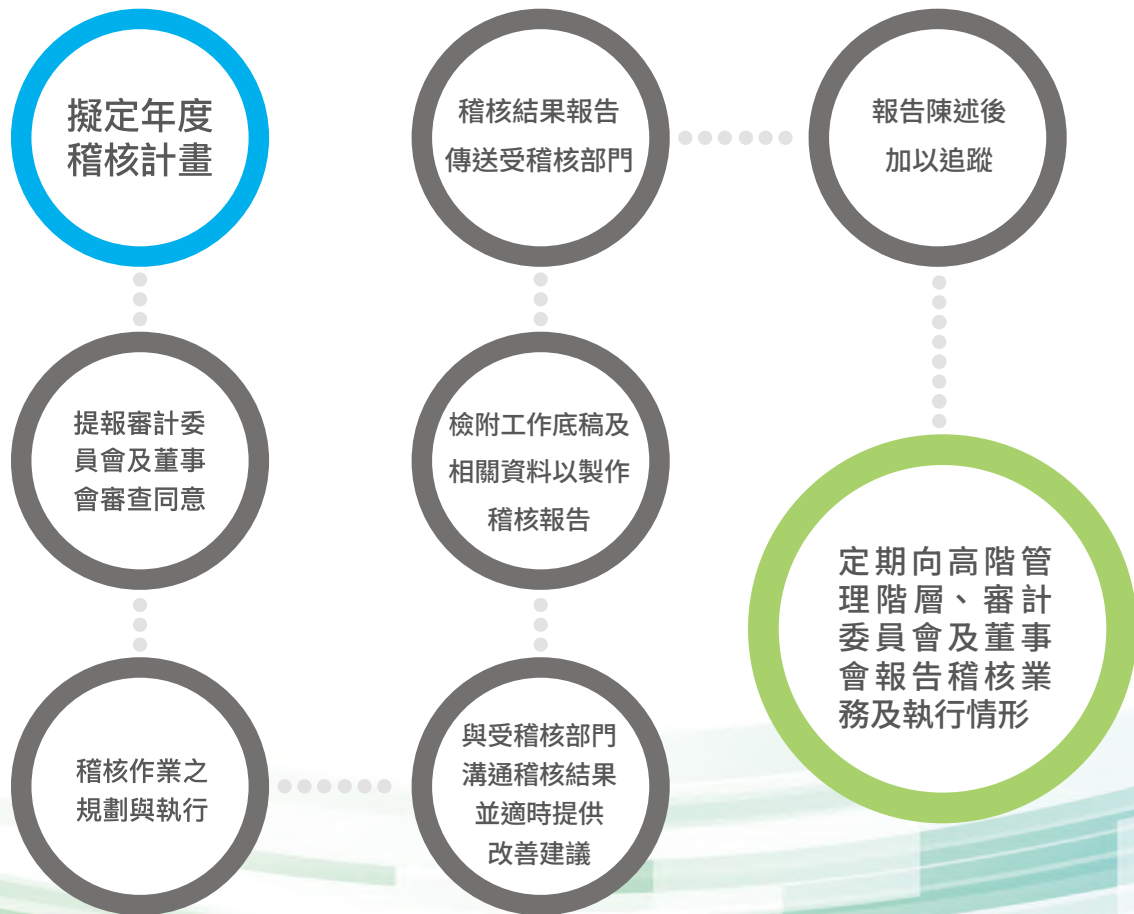 擬定年度
稽核計畫
提報審計委
員會及董事
會審查同意
稽核作業之
規劃與執行
與受稽核部門
溝通稽核結果
並適時提供
改善建議
檢附工作底稿及
相關資料以製作
稽核報告
稽核結果報告
傳送受稽核部門
報告陳述後
加以追蹤
定期向高階管
理階層、審計
委員會及董事
會報告稽核業
務及執行情形